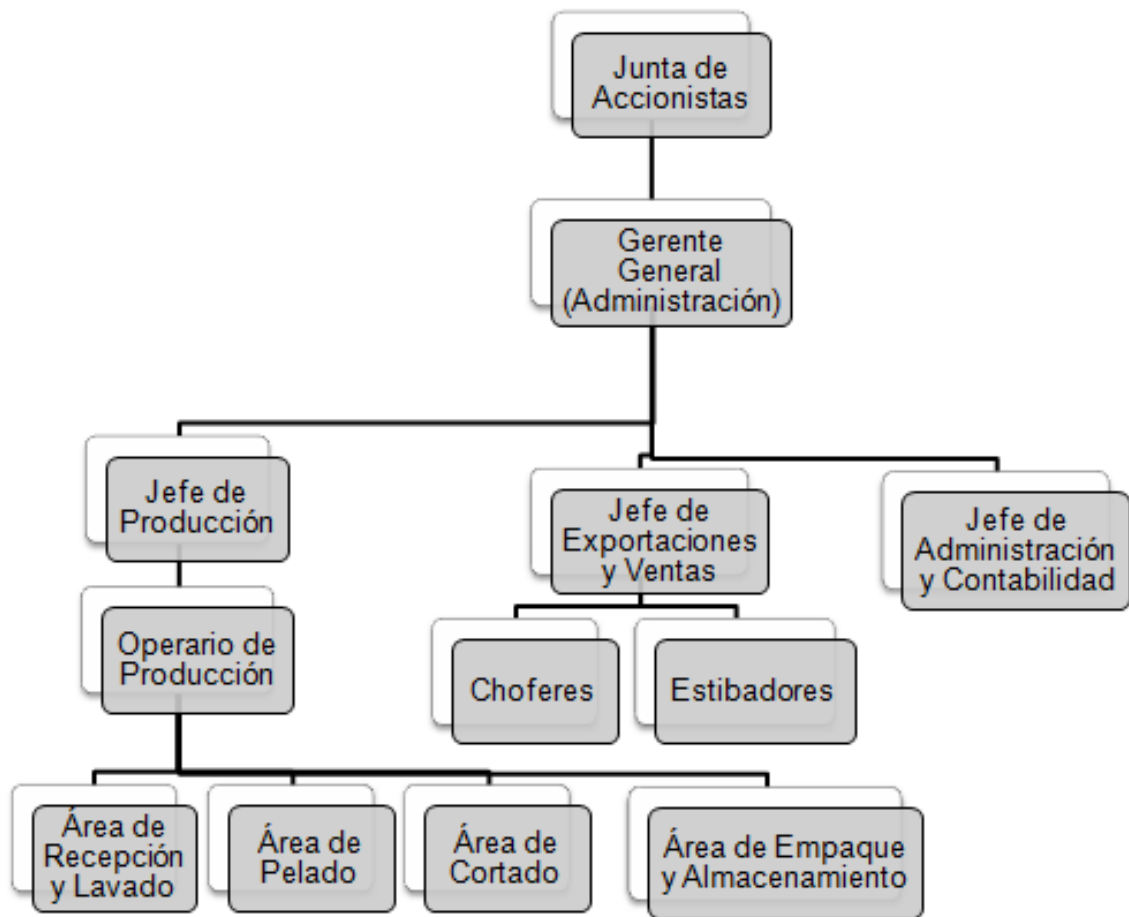 Junta de
Accionistas
Gerente
General
(Administración)
Jefe de
Producción
Jefe de
Exportaciones
y Ventas
Jefe de
Administración
y Contabilidad
Operario de
Producción
Choferes
Estibadores
Área de
Recepción
y Lavado
Área de
Pelado
Área de
Cortado
Área de Empaque
y Almacenamiento